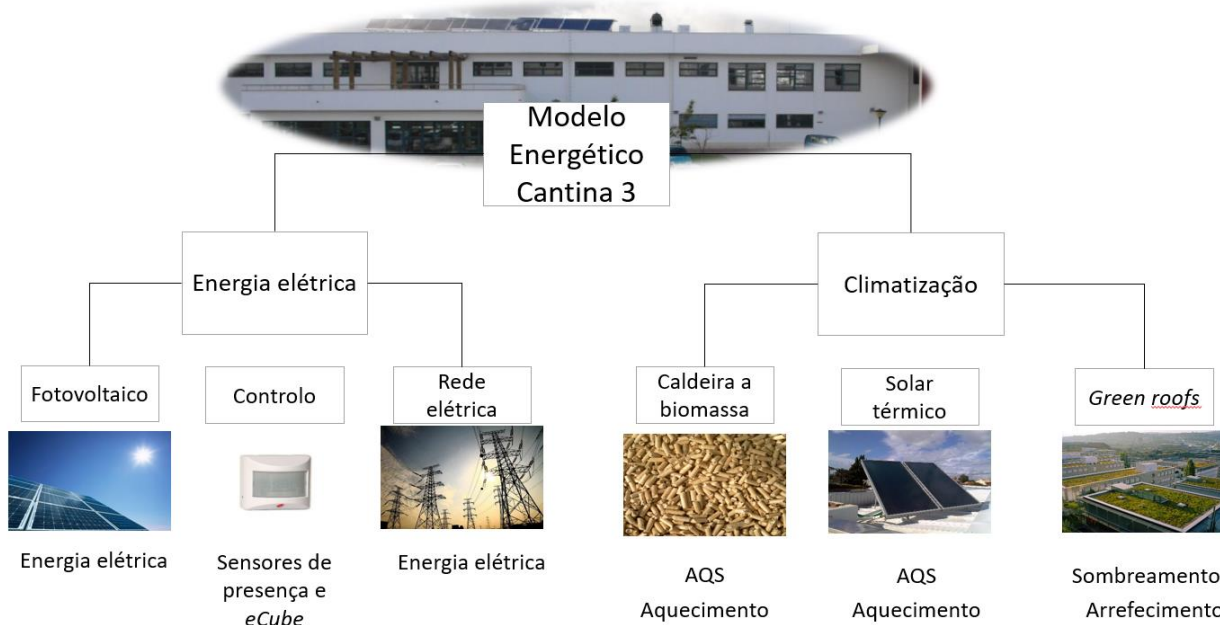 Modelo
Energético
Cantina 3
Energia elétrica
Climatização
Fotovoltaico
Controlo
Rede
elétrica
Caldeira a
biomassa
Solar
térmico
Green roofs
Energia elétrica
Sensores de
presença e
eCube
Energia elétrica
AQS
Aquecimento
AQS
Aquecimento
Sombreamento
Arrefecimento